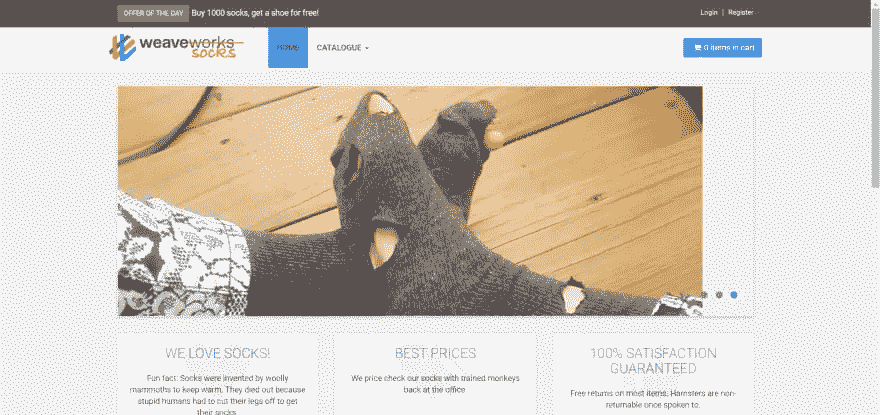 OFFER OF THE DAY Buy 1000 socks, get a shoe for free!
Login | Register
weaveworks
socks
HOME
CATALOGUE
0 items in cart
WE LOVE SOCKS!
Fun fact: Socks were invented by woolly
mammoths to keep warm. They died out because
stupid humans had to cut their legs off to get
their socks.
BEST PRICES
We price check our socks with trained monkeys
back at the office
100% SATISFACTION
GUARANTEED
Free returns on most items. Hamsters are non-
returnable once spoken to.